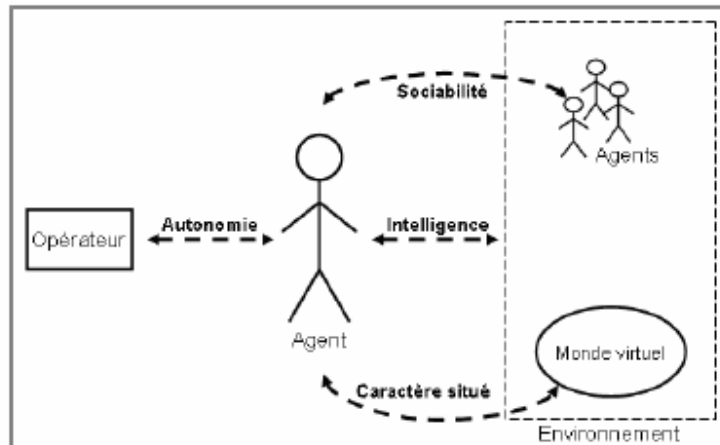 Sociabilité
Agents
Opérateur
Autonomie
Intelligence
Agent
Monde virtuel
Caractère situé
Environnement